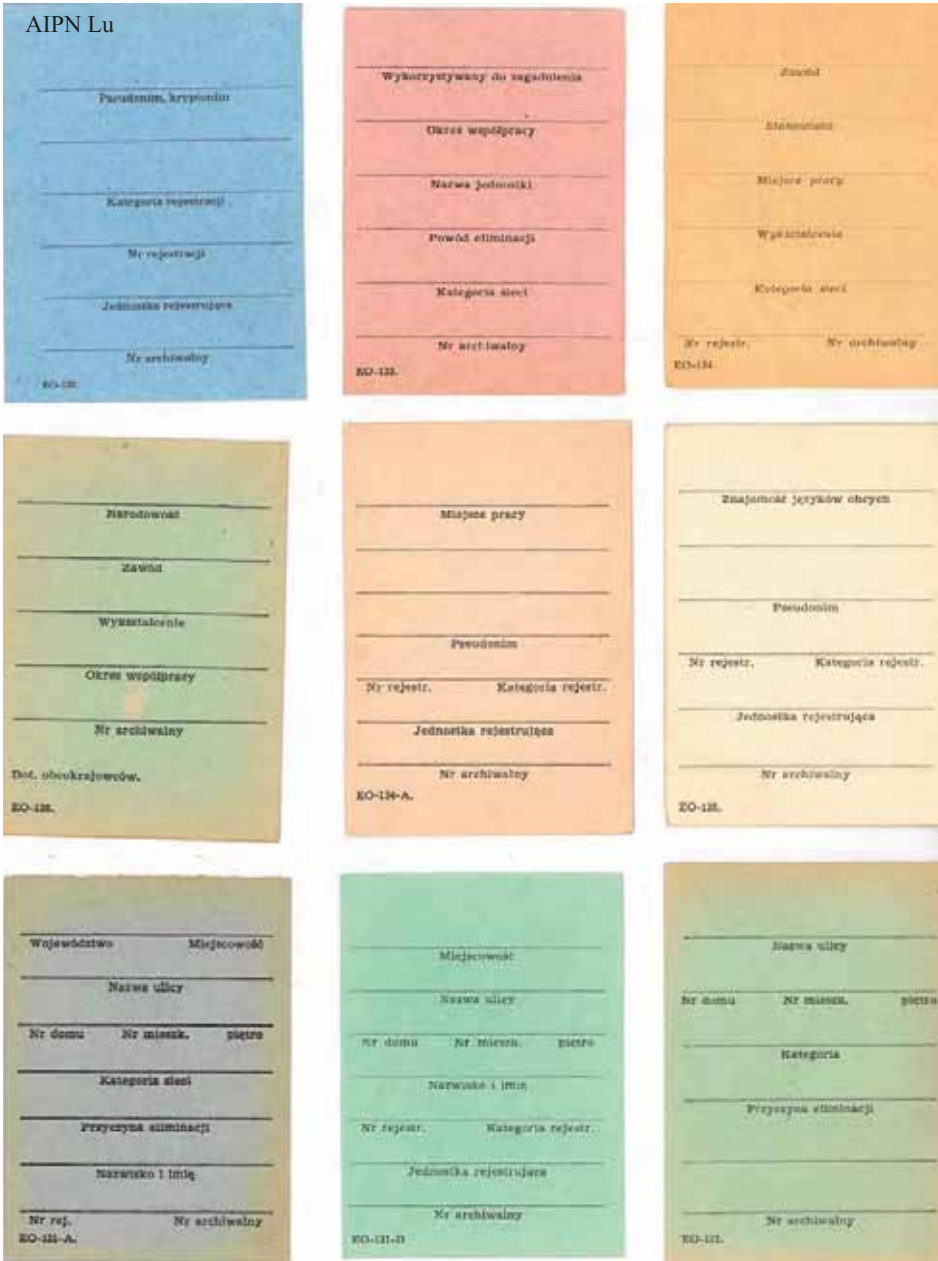 AIPN Lu
Pseudonim, kryptonim
Kategoria rejestracji
Nr rejestracji
Jednostka rejestrująca
Nr archiwalny
Wykorzystywany do zagadnienia
Okres współpracy
Nazwa jednostki
Powód eliminacji
Kategoria sieci
Nr archiwalny
EO-133.
Zawód
Stanowisko
Miejsce pracy
Wykształcenie
Kategoria sieci
Nr rejestr. Nr archiwalny
EO-134.
Narodowość
Zawód
Wykształcenie
Okres współpracy
Nr archiwalny
Dot. obcokrajowców.
Miejsce pracy
Pseudonim
Nr rejestr. Kategoria rejestr.
Jednostka rejestrująca
Nr archiwalny
EO-134-A.
Znajomość języków obcych
Pseudonim
Nr rejestr. Kategoria rejestr.
Jednostka rejestrująca
Nr archiwalny
EO-135.
Województwo Miejscowość
Nazwa ulicy
Nr domu Nr mieszk. piętro
Kategoria sieci
Przyczyna eliminacji
Nazwisko i imię
Nr rej. Nr archiwalny
EO-131-A.
Miejscowość
Nazwa ulicy
Nr domu Nr mieszk. piętro
Nazwisko i imię
Nr rejestr. Kategoria rejestr.
Jednostka rejestrująca
Nr archiwalny
Nazwa ulicy
Nr domu Nr mieszk. piętro
Kategoria
Przyczyna eliminacji
Nr archiwalny